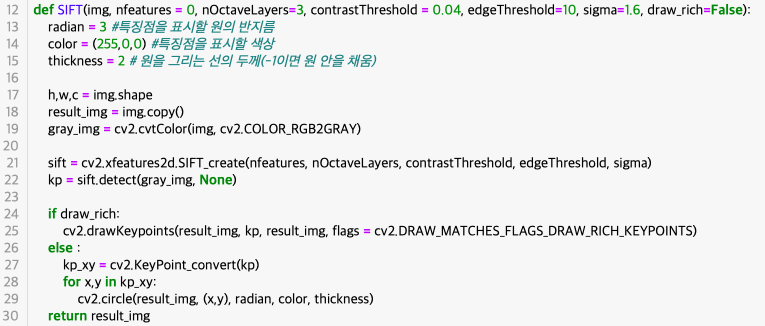 12 def SIFT(img, nfeatures = 0, nOctaveLayers=3, contrastThreshold = 0.04, edgeThreshold=10, sigma=1.6, draw_rich=False):
13     radian = 3 #특징점을 표시할 원의 반지름
14     color = (255,0,0) #특징점을 표시할 색상
15     thickness = 2 # 원을 그리는 선의 두께(-1이면 원 안을 채움)
16
17     h,w,c = img.shape
18     result_img = img.copy()
19     gray_img = cv2.cvtColor(img, cv2.COLOR_RGB2GRAY)
20
21     sift = cv2.xfeatures2d.SIFT_create(nfeatures, nOctaveLayers, contrastThreshold, edgeThreshold, sigma)
22     kp = sift.detect(gray_img, None)
23
24     if draw_rich:
25         cv2.drawKeypoints(result_img, kp, result_img, flags = cv2.DRAW_MATCHES_FLAGS_DRAW_RICH_KEYPOINTS)
26     else :
27         kp_xy = cv2.KeyPoint_convert(kp)
28         for x,y in kp_xy:
29             cv2.circle(result_img, (x,y), radian, color, thickness)
30     return result_img